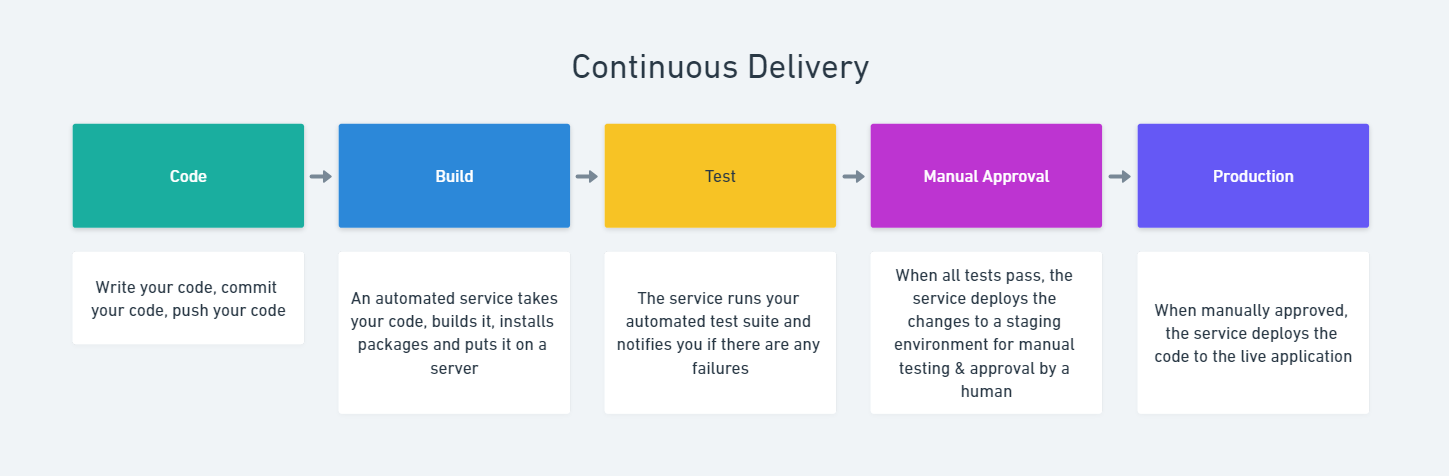 Continuous Delivery
Code
Build
Test
Manual Approval
Production
Write your code, commit
your code, push your code
An automated service takes
your code, builds it, installs
packages and puts it on a
server
The service runs your
automated test suite and
notifies you if there are any
failures
When all tests pass, the
service deploys the
changes to a staging
environment for manual
testing & approval by a
human
When manually approved,
the service deploys the
code to the live application